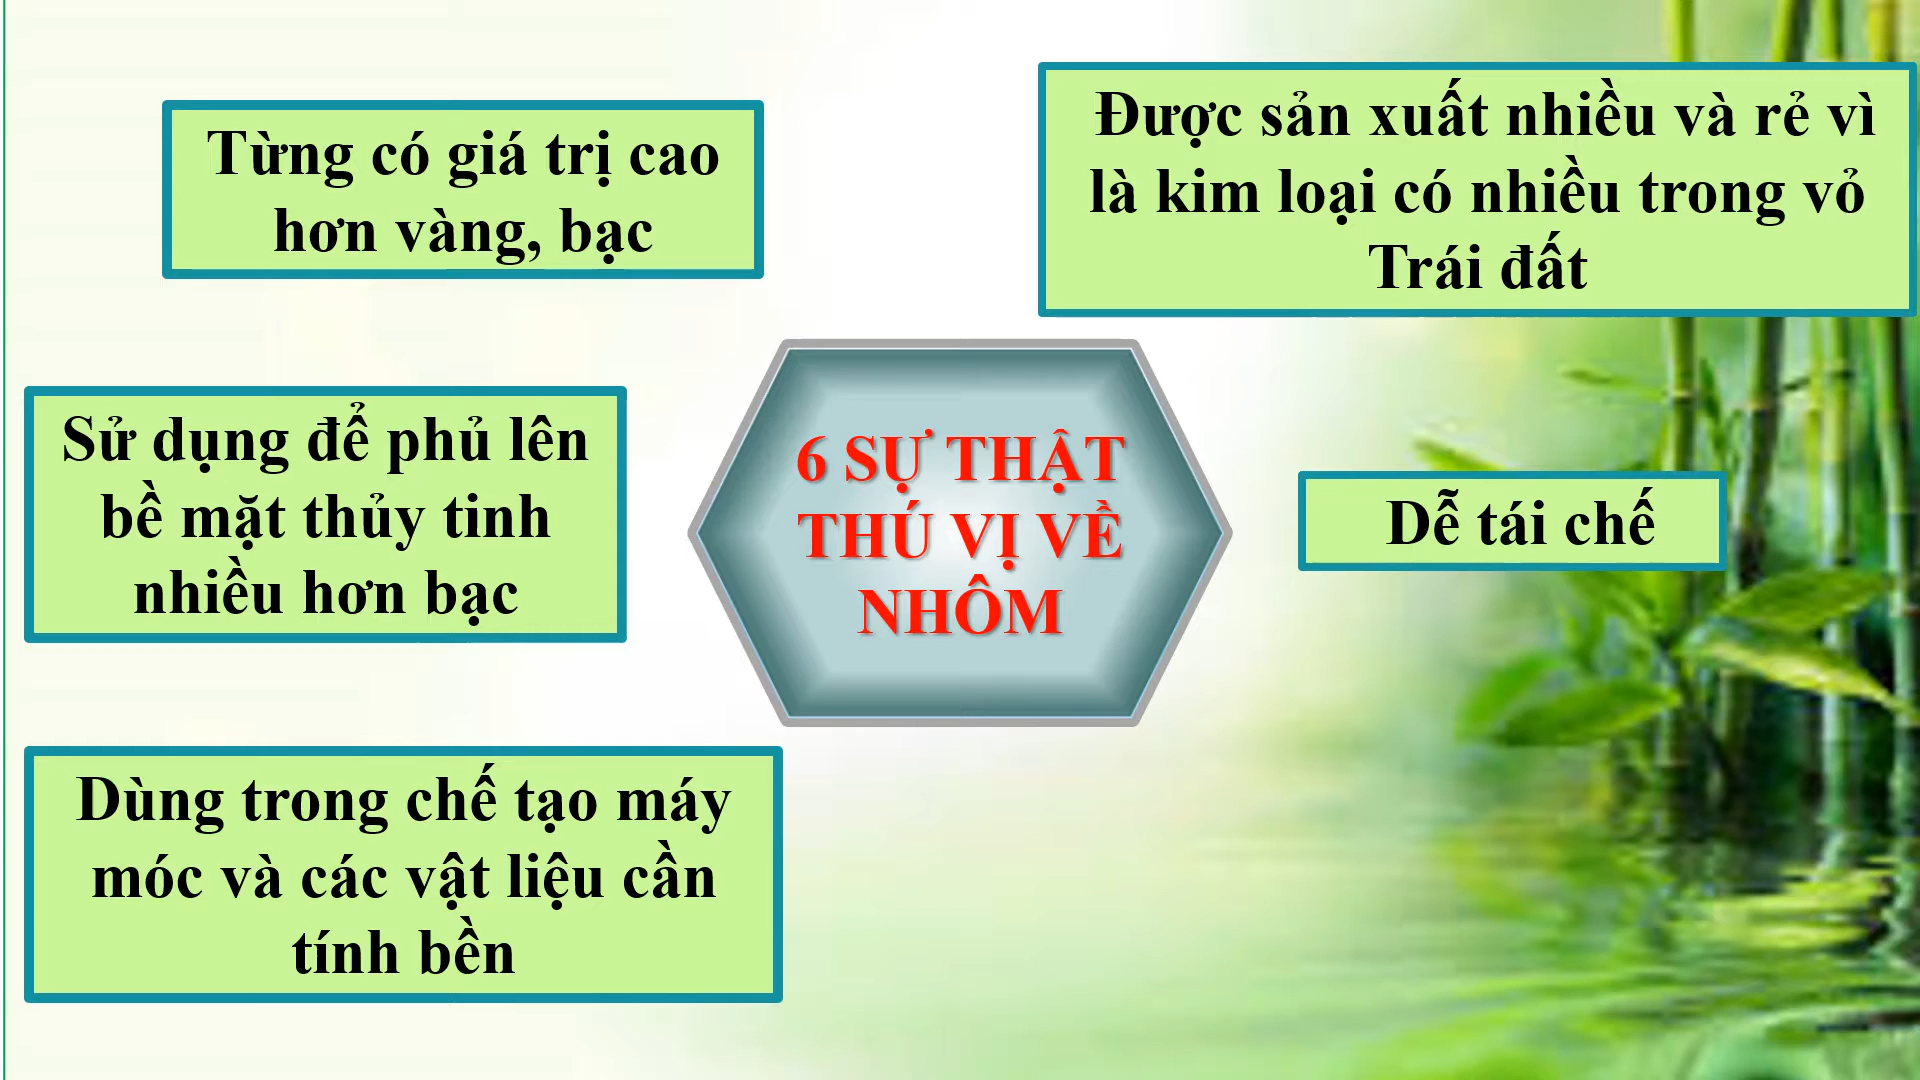 Từng có giá trị cao
hơn vàng, bạc
Được sản xuất nhiều và rẻ vì
là kim loại có nhiều trong vỏ
Trái đất
Sử dụng để phủ lên
bề mặt thủy tinh
nhiều hơn bạc
6 SỰ THẬT
THÚ VỊ VỀ
NHÔM
Dễ tái chế
Dùng trong chế tạo máy
móc và các vật liệu cần
tính bền